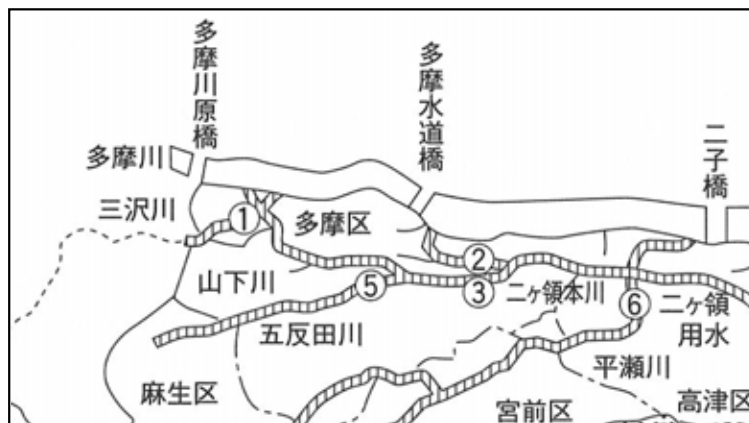 多摩川原橋
多摩水道橋
二子橋
多摩川
三沢川
①
多摩区
②
山下川
⑤
③
二ヶ領本川
⑥
二ヶ領
用水
五反田川
平瀬川
麻生区
宮前区
高津区